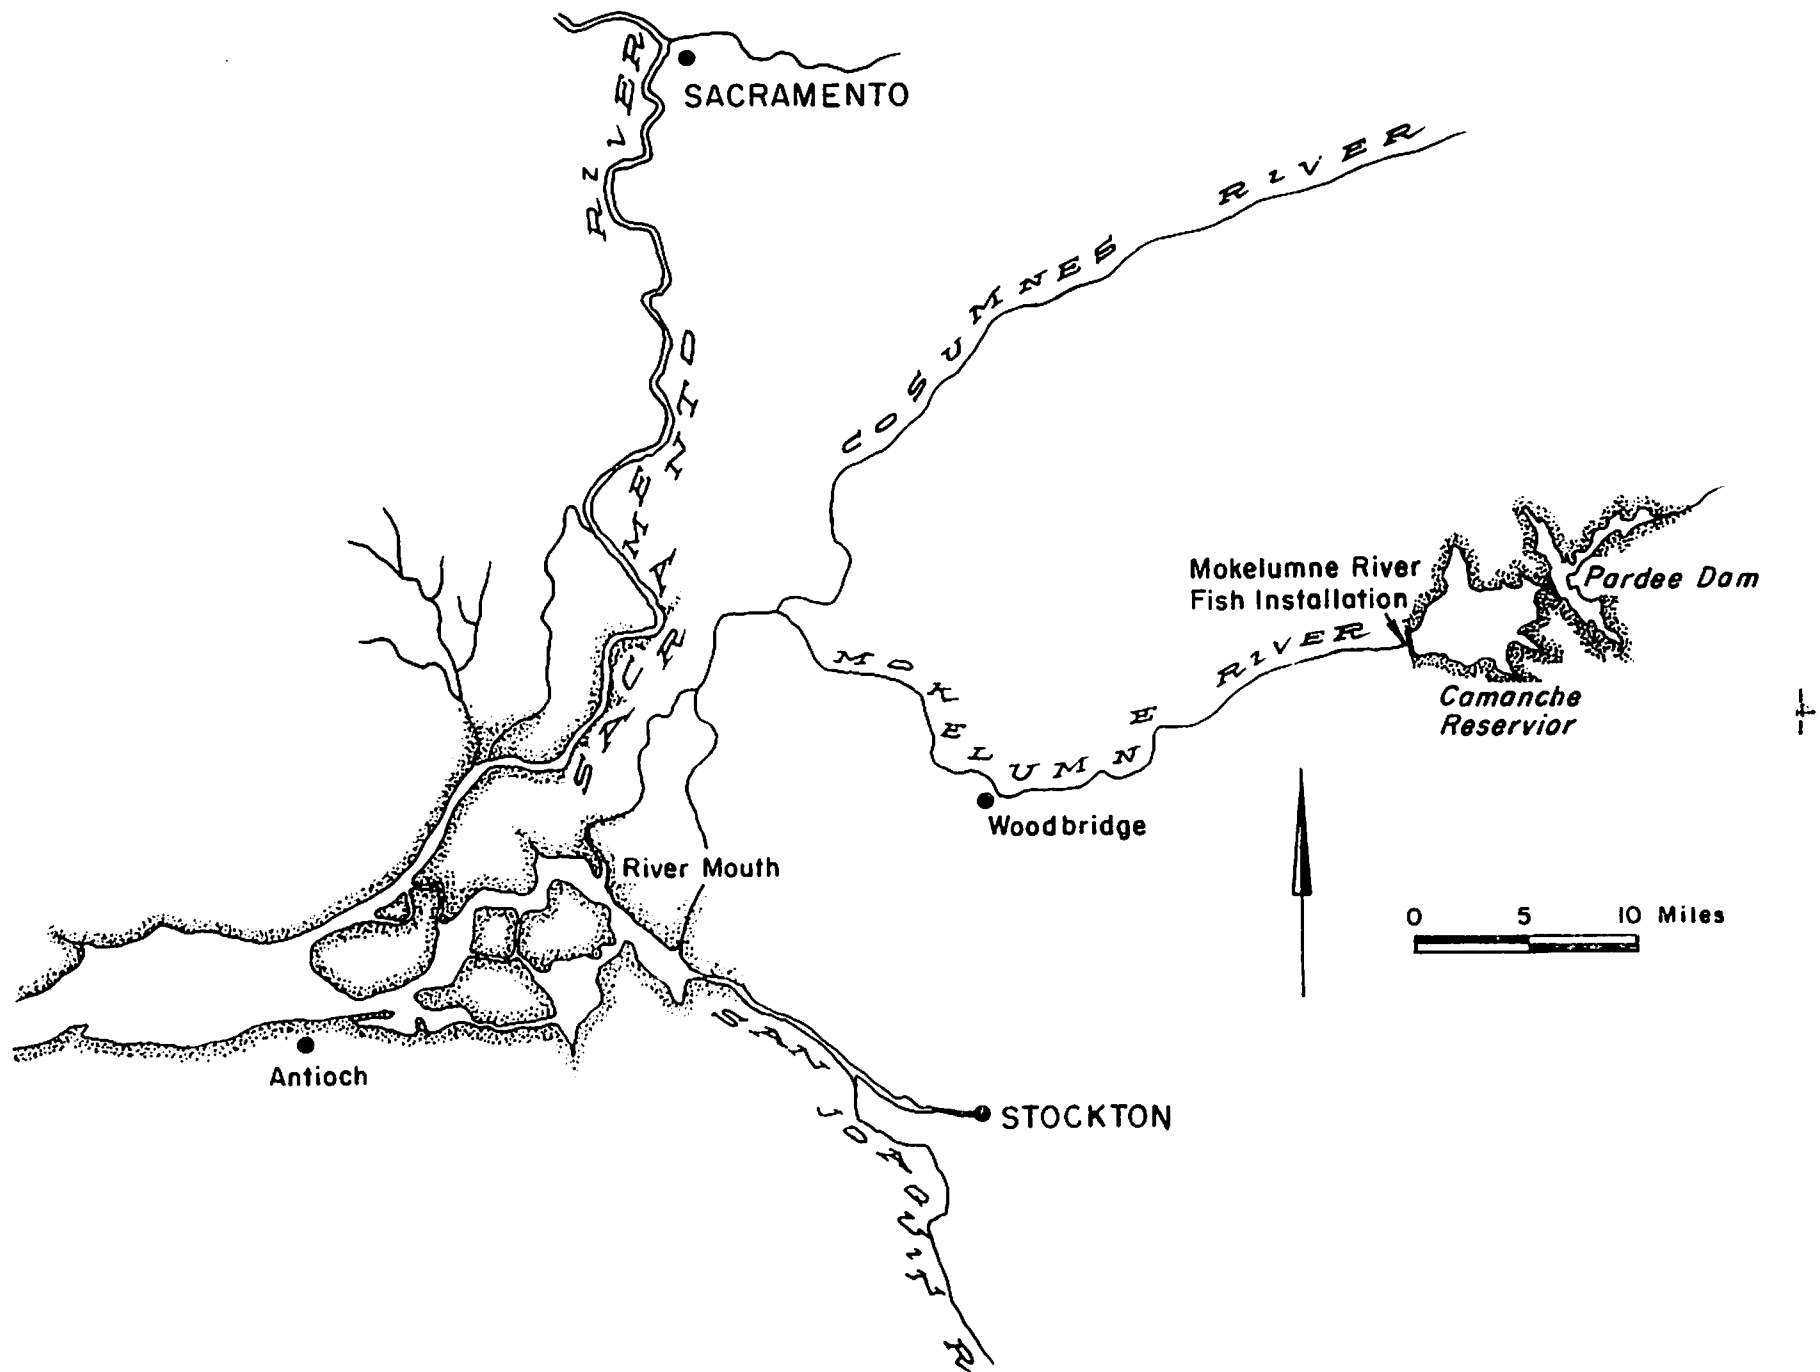 SACRAMENTO
SACRAMENTO RIVER
COSUMNES RIVER
Mokelumne River
Fish Installation
Pardee Dam
Camanche
Reservior
MOKELUMNE RIVER
Woodbridge
River Mouth
0 5 10 Miles
Antioch
STOCKTON
SAN JOAQUIN R